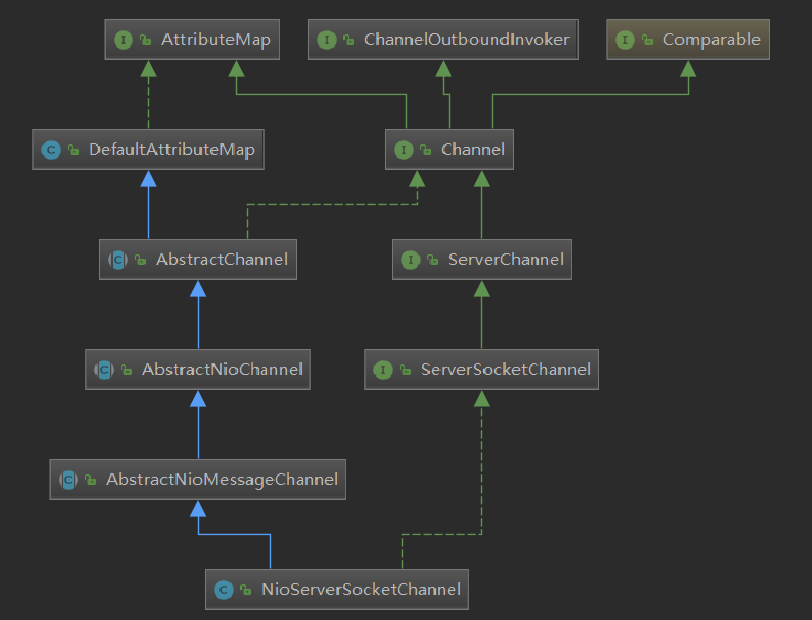 I AttributeMap
I ChannelOutboundInvoker
I Comparable
C DefaultAttributeMap
I Channel
C AbstractChannel
I ServerChannel
C AbstractNioChannel
I ServerSocketChannel
C AbstractNioMessageChannel
C NioServerSocketChannel